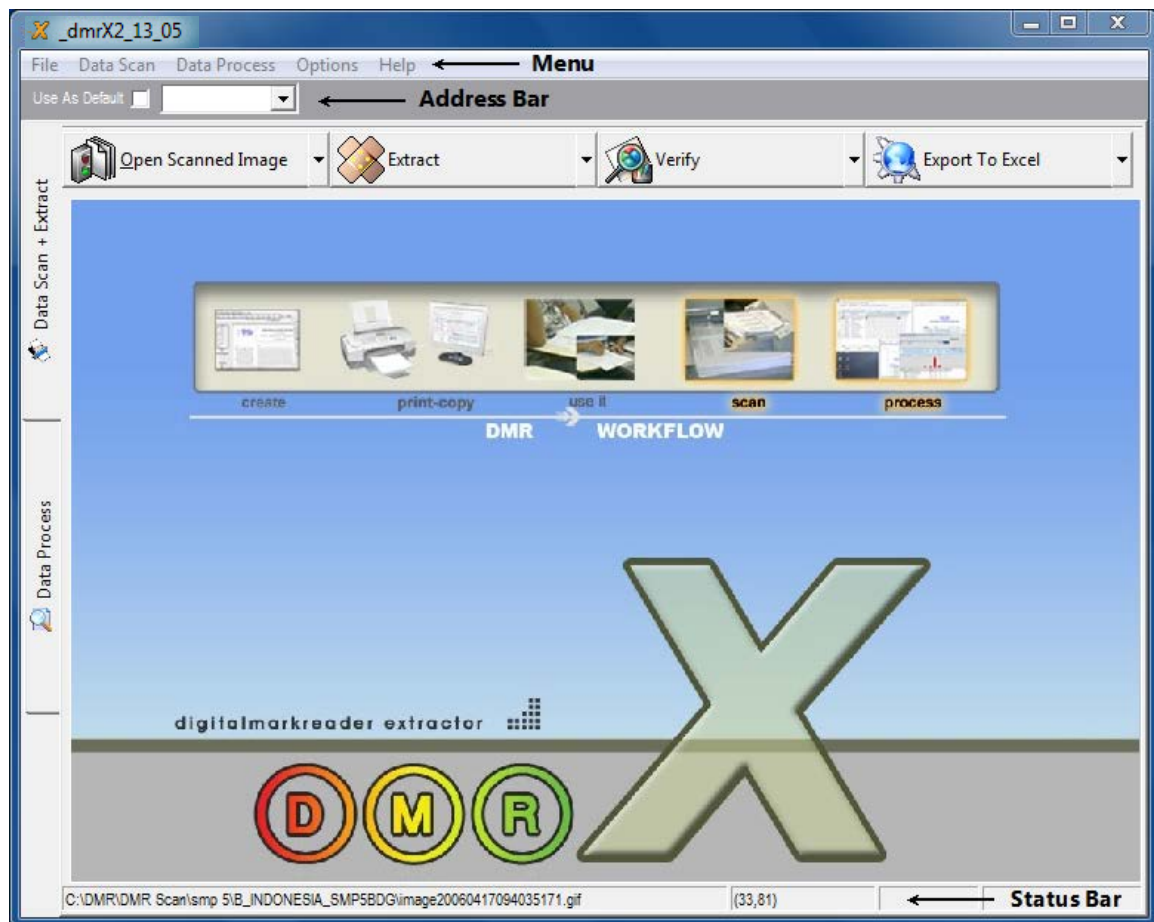 _dmrX2_13_05
File Data Scan Data Process Options Help Menu
Use As Default Address Bar
Open Scanned Image Extract Verify Export To Excel
Data Scan + Extract
Data Process
create print-copy use it scan process
DMR WORKFLOW
digitalmarkreader extractor
D M R X
C:\DMR\DMR Scan\smp 5\B_INDONESIA_SMP5BDG\image20060417094035171.gif (33,81) Status Bar